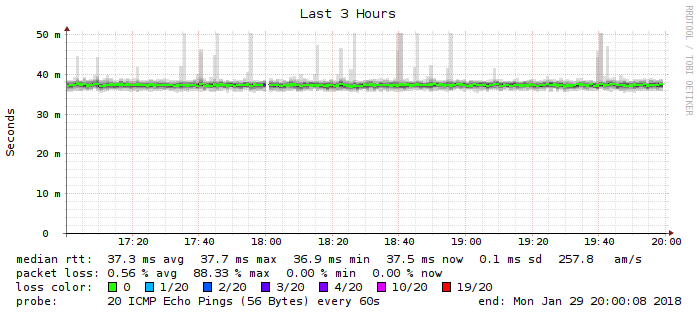 Last 3 Hours
RRDTOOL / TOBI OETIKER
Seconds
50 m
40 m
30 m
20 m
10 m
0
17:20 17:40 18:00 18:20 18:40 19:00 19:20 19:40 20:00
median rtt: 37.3 ms avg 37.7 ms max 36.9 ms min 37.5 ms now 0.1 ms sd 257.8 am/s
packet loss: 0.56 % avg 88.33 % max 0.00 % min 0.00 % now
loss color: 0 1/20 2/20 3/20 4/20 10/20 19/20
probe: 20 ICMP Echo Pings (56 Bytes) every 60s end: Mon Jan 29 20:00:08 2018